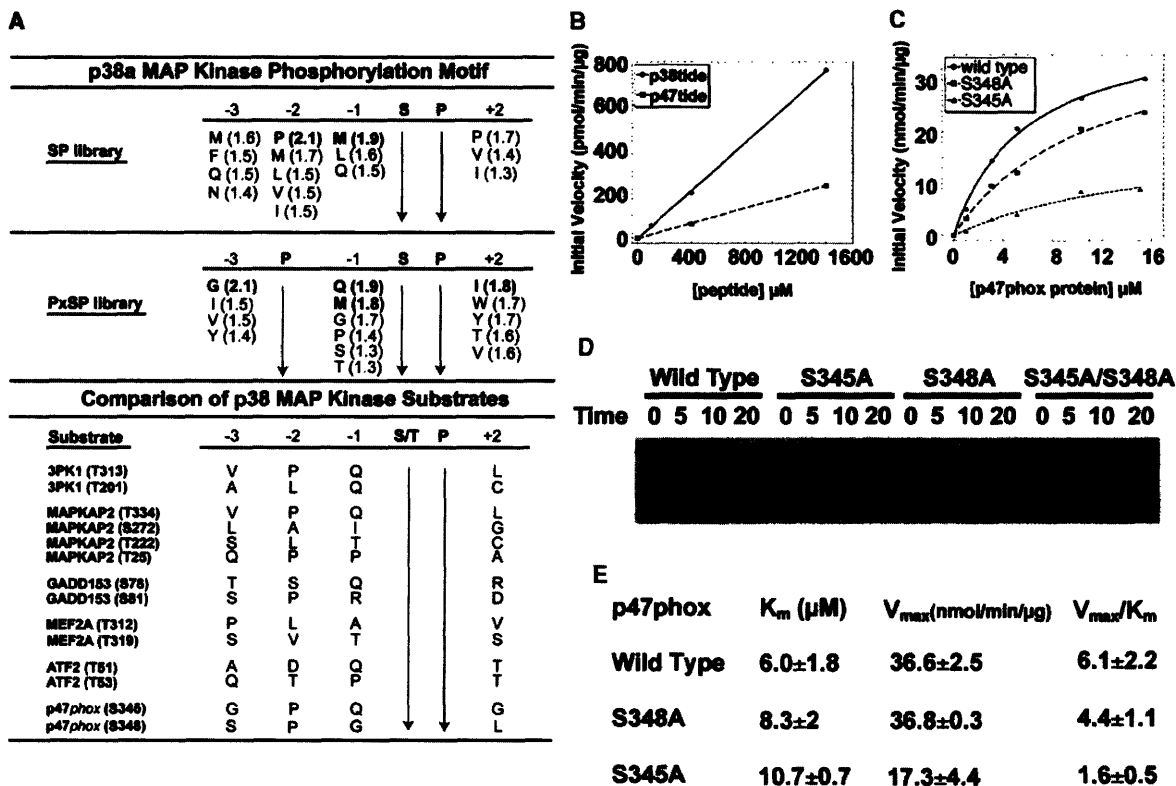 A
p38a MAP Kinase Phosphorylation Motif
-3 -2 -1 S P +2
SP library
M (1.6) P (2.1) M (1.9) P (1.7)
F (1.5) M (1.7) L (1.6) V (1.4)
Q (1.5) L (1.5) Q (1.5) I (1.3)
N (1.4) V (1.5)
I (1.5)
-3 P -1 S P +2
PxSP library
G (2.1) Q (1.9) I (1.8)
I (1.5) M (1.8) W (1.7)
V (1.5) G (1.7) Y (1.7)
Y (1.4) P (1.4) T (1.6)
S (1.3) V (1.6)
T (1.3)
Comparison of p38 MAP Kinase Substrates
Substrate -3 -2 -1 S/T P +2
3PK1 (T313) V P Q L
3PK1 (T201) A L Q C
MAPKAP2 (T334) V P Q L
MAPKAP2 (S272) L A I G
MAPKAP2 (T222) S L T C
MAPKAP2 (T25) Q P P A
GADD153 (S78) T S Q R
GADD153 (S81) S P R D
MEF2A (T312) P L A V
MEF2A (T319) S V T S
ATF2 (T51) A D Q T
ATF2 (T53) Q T P T
p47phox (S345) G P Q G
p47phox (S348) S P G L
B
Initial Velocity (pmol/min/µg)
800
600
400
200
0
p38tide
p47tide
0 400 800 1200 1600
[peptide] µM
C
Initial Velocity (nmol/min/µg)
30
20
10
0
wild type
S348A
S345A
0 4 8 12 16
[p47phox protein] µM
D
Wild Type S345A S348A S345A/S348A
Time 0 5 10 20 0 5 10 20 0 5 10 20 0 5 10 20
E
p47phox Km (µM) Vmax(nmol/min/µg) Vmax/Km
Wild Type 6.0±1.8 36.6±2.5 6.1±2.2
S348A 8.3±2 36.8±0.3 4.4±1.1
S345A 10.7±0.7 17.3±4.4 1.6±0.5